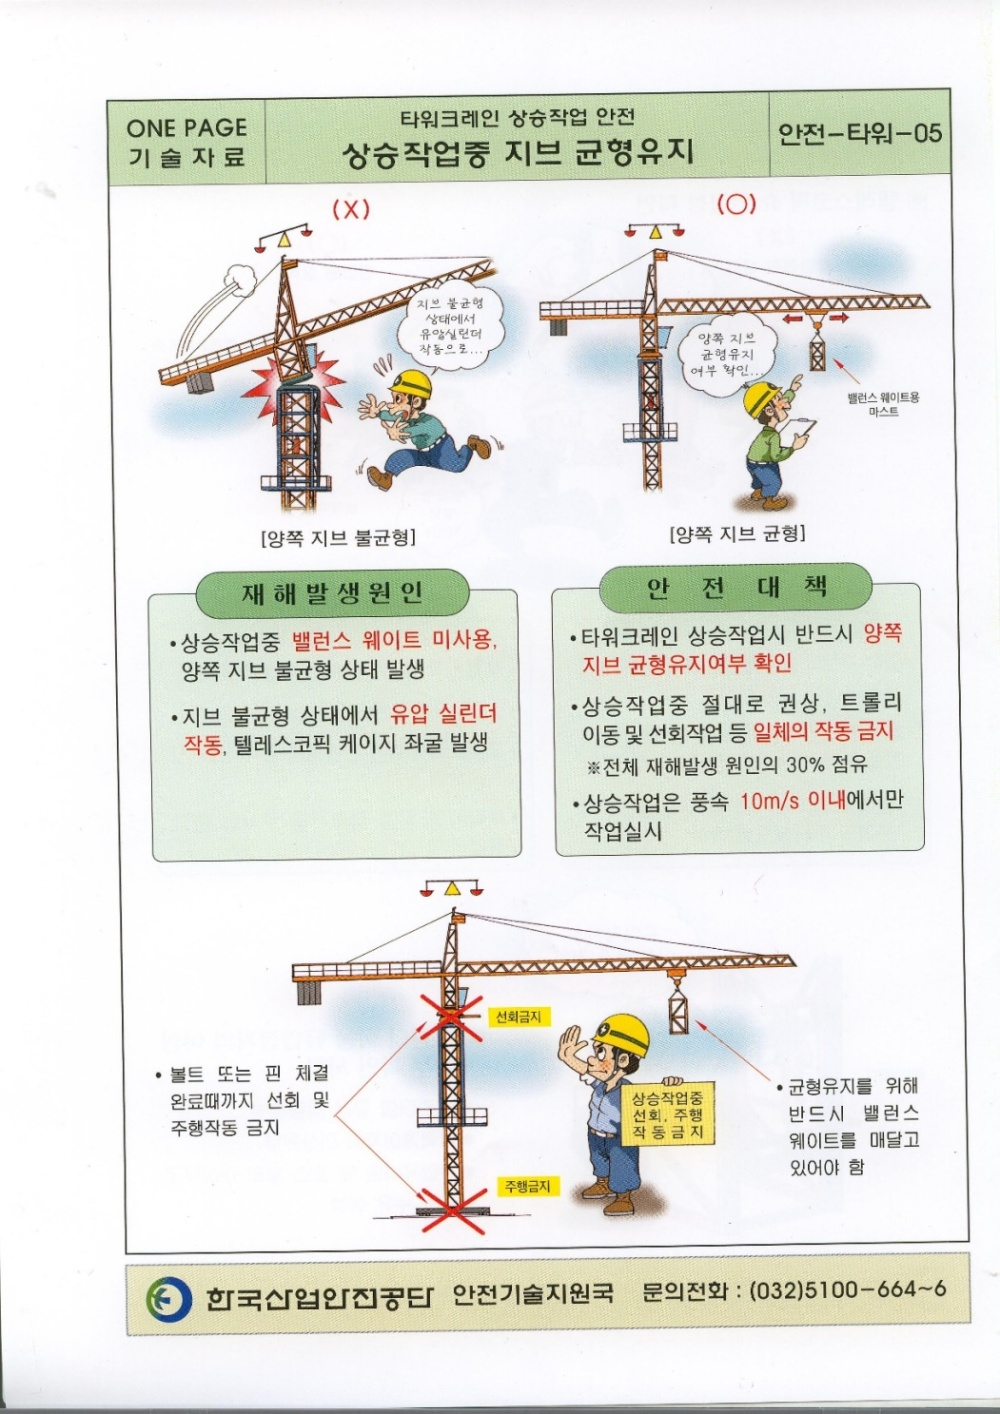 ONE PAGE
기 술 자 료
타워크레인 상승작업 안전
상승작업중 지브 균형유지
안전-타워-05
(X)
(O)
지브 불균형
상태에서
유압실린더
작동으로...
양쪽 지브
균형유지
여부 확인...
밸런스 웨이트용
마스트
[양쪽 지브 불균형]
[양쪽 지브 균형]
재해발생원인
•상승작업중 밸런스 웨이트 미사용,
양쪽 지브 불균형 상태 발생
•지브 불균형 상태에서 유압 실린더
작동, 텔레스코픽 케이지 좌굴 발생
안 전 대 책
•타워크레인 상승작업시 반드시 양쪽
지브 균형유지여부 확인
•상승작업중 절대로 권상, 트롤리
이동 및 선회작업 등 일체의 작동 금지
※전체 재해발생 원인의 30% 점유
•상승작업은 풍속 10m/s 이내에서만
작업실시
선회금지
• 볼트 또는 핀 체결
완료때까지 선회 및
주행작동 금지
상승작업중
선회, 주행
작 동 금 지
• 균형유지를 위해
반드시 밸런스
웨이트를 매달고
있어야 함
주행금지
한국산업안전공단 안전기술지원국 문의전화 : (032)5100-664~6